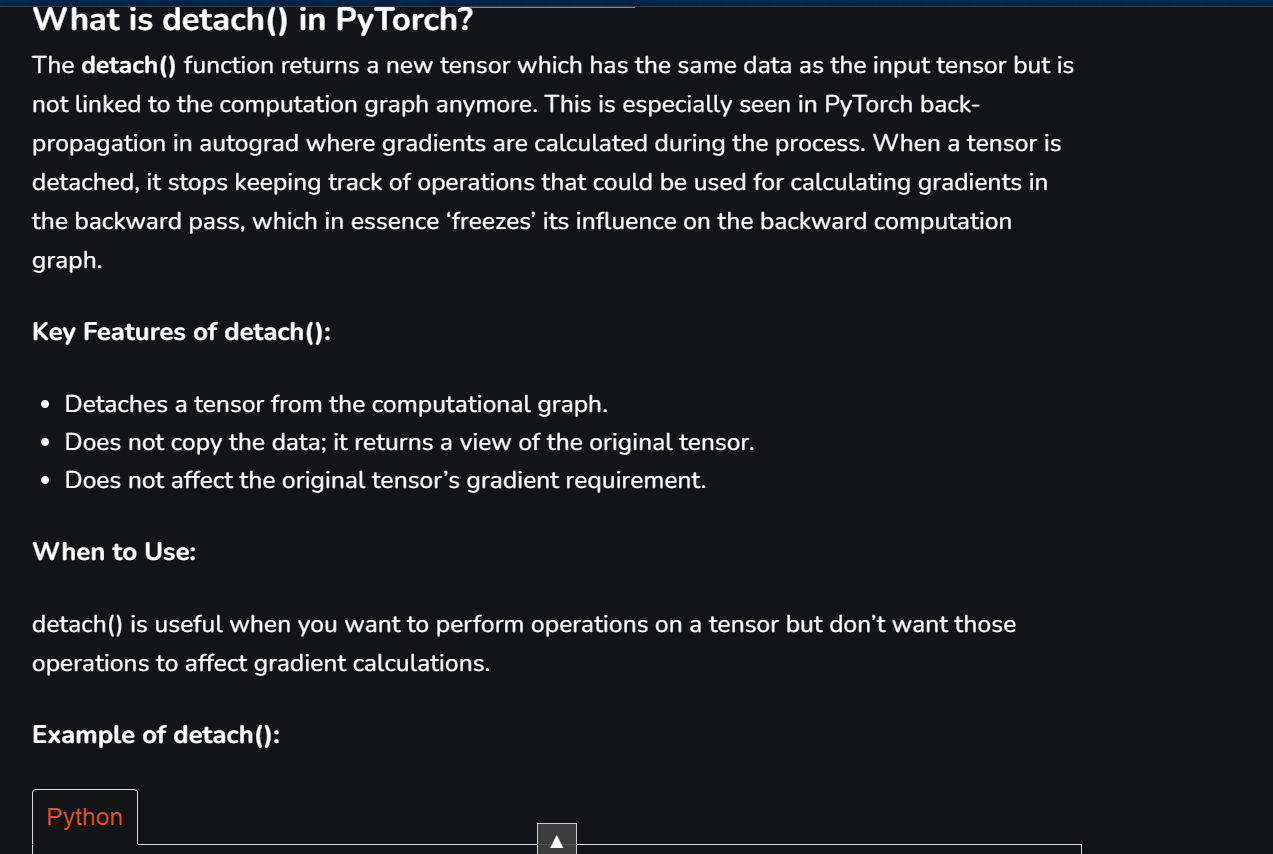 What is detach() in PyTorch?
The detach() function returns a new tensor which has the same data as the input tensor but is
not linked to the computation graph anymore. This is especially seen in PyTorch back-
propagation in autograd where gradients are calculated during the process. When a tensor is
detached, it stops keeping track of operations that could be used for calculating gradients in
the backward pass, which in essence ‘freezes’ its influence on the backward computation
graph.
Key Features of detach():
• Detaches a tensor from the computational graph.
• Does not copy the data; it returns a view of the original tensor.
• Does not affect the original tensor’s gradient requirement.
When to Use:
detach() is useful when you want to perform operations on a tensor but don’t want those
operations to affect gradient calculations.
Example of detach():
Python